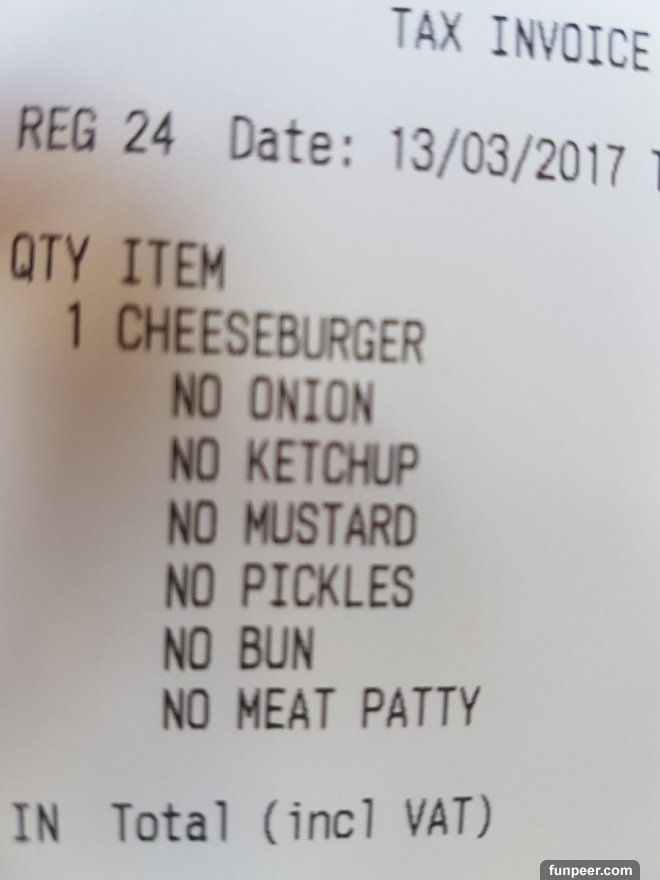 TAX INVOICE
REG 24 Date: 13/03/2017
QTY ITEM
1 CHEESEBURGER
NO ONION
NO KETCHUP
NO MUSTARD
NO PICKLES
NO BUN
NO MEAT PATTY
IN Total (incl VAT)
funpeer.com